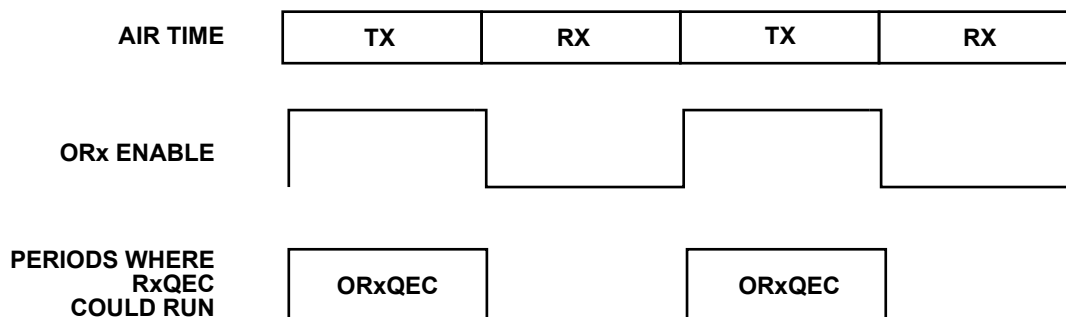 AIR TIME TX RX TX RX
ORx ENABLE
PERIODS WHERE
RxQEC
COULD RUN
ORxQEC ORxQEC